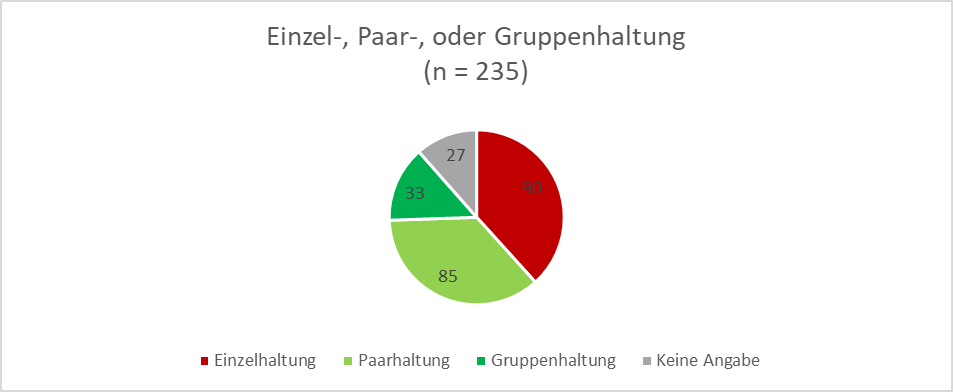 Einzel-, Paar-, oder Gruppenhaltung
(n = 235)
27
90
33
85
Einzelhaltung Paarhaltung Gruppenhaltung Keine Angabe